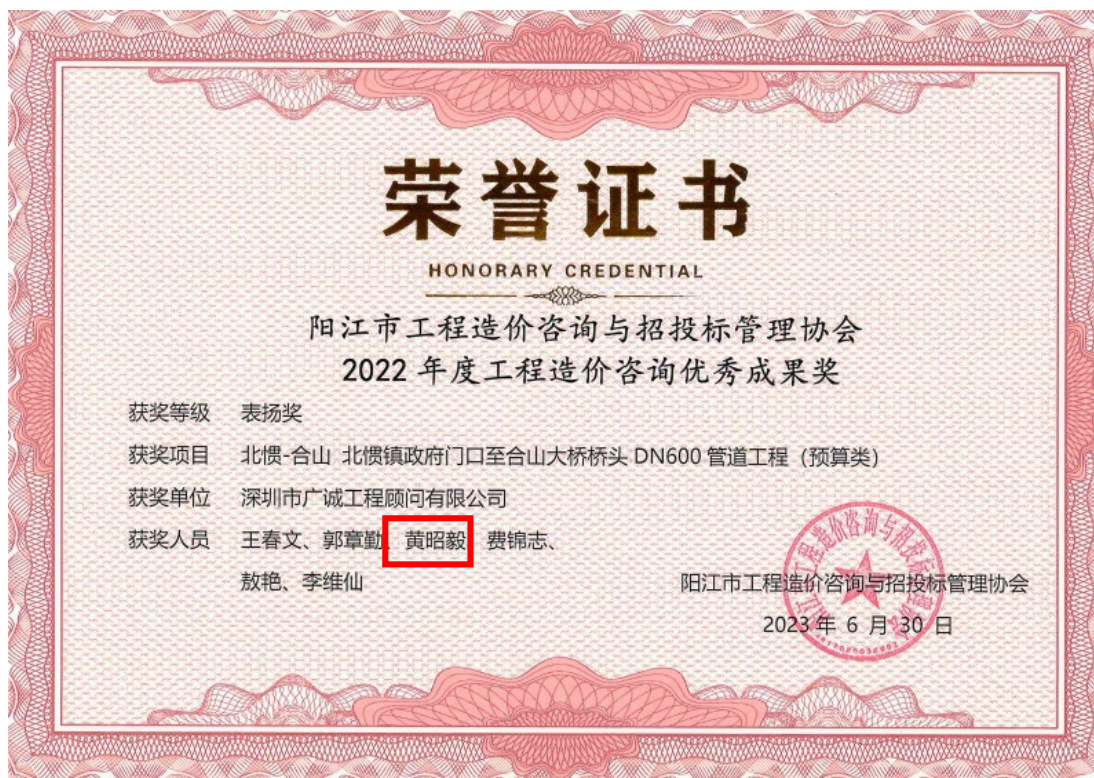 荣誉证书
HONORARY CREDENTIAL
阳江市工程造价咨询与招投标管理协会
2022 年度工程造价咨询优秀成果奖
获奖等级 表扬奖
获奖项目 北惯-合山 北惯镇政府门口至合山大桥桥头 DN600 管道工程（预算类）
获奖单位 深圳市广诚工程顾问有限公司
获奖人员 王春文、郭章勤、黄昭毅 费锦志、
敖艳、李维仙
阳江市工程造价咨询与招投标管理协会
2023 年 6 月 30 日